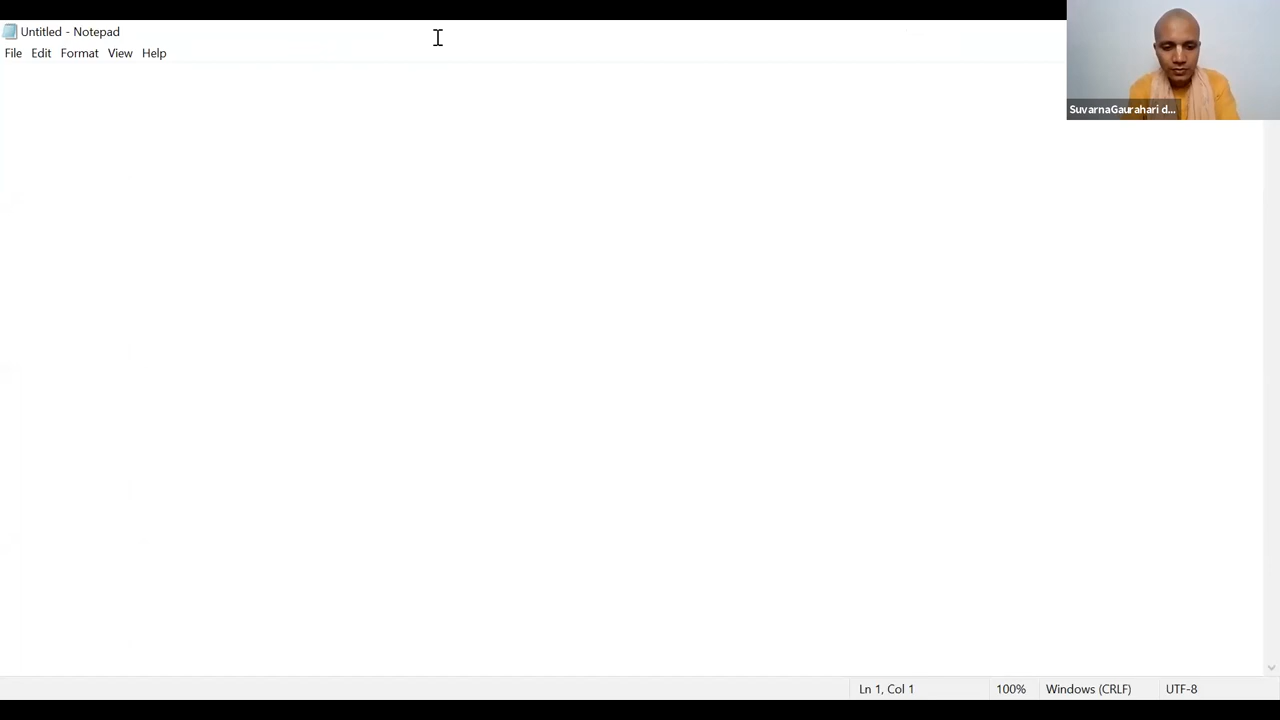 Untitled - Notepad
File Edit Format View Help
SuvarnaGaurahari d...
Ln 1, Col 1 100% Windows (CRLF) UTF-8